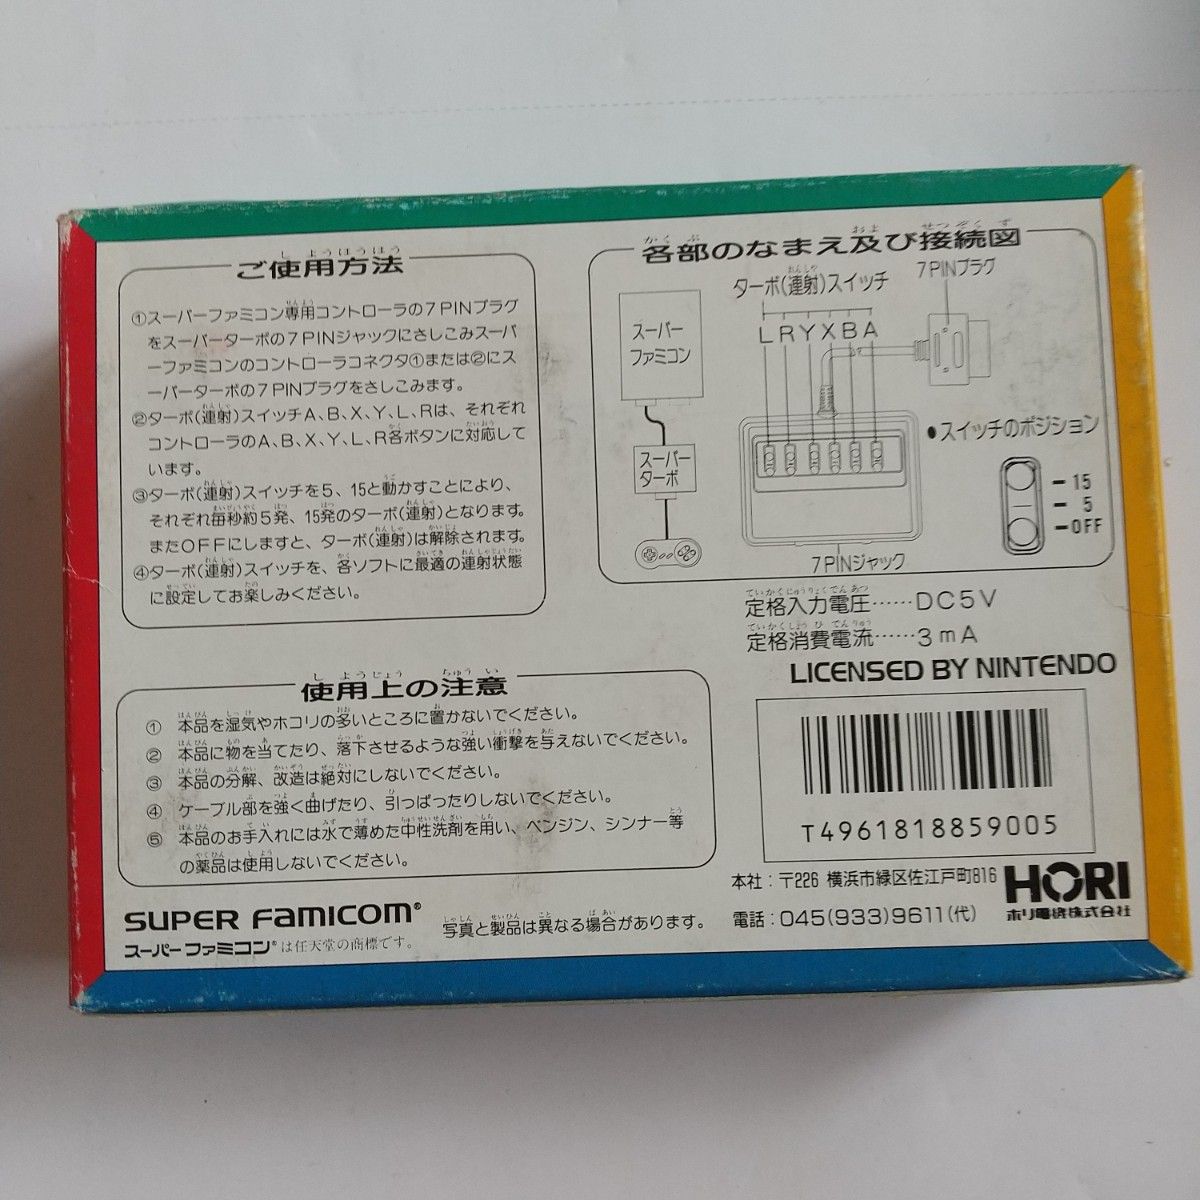 ご使用方法
①スーパーファミコン専用コントローラの7PINプラグ
をスーパーターボの7PINジャックにさしこみスーパ
ーファミコンのコントローラコネクタ①または②にス
ーパーターボの7PINプラグをさしこみます。
②ターボ(連射)スイッチA、B、X、Y、L、Rは、それぞれ
コントローラのA、B、X、Y、L、R各ボタンに対応して
います。
③ターボ(連射)スイッチを5、15と動かすことにより、
それぞれ毎秒約5発、15発のターボ(連射)となります。
またOFFにしますと、ターボ(連射)は解除されます。
④ターボ(連射)スイッチを、各ソフトに最適の連射状態
に設定してお楽しみください。
各部のなまえ及び接続図
ターボ(連射)スイッチ
7PINプラグ
スーパー
ファミコン
LRYXBA
スーパー
ターボ
●スイッチのポジション
15
5
OFF
7PINジャック
定格入力電圧……DC5V
定格消費電流……3mA
LICENSED BY NINTENDO
使用上の注意
① 本品を湿気やホコリの多いところに置かないでください。
② 本品に物を当てたり、落下させるような強い衝撃を与えないでください。
③ 本品の分解、改造は絶対にしないでください。
④ ケーブル部を強く曲げたり、引っぱったりしないでください。
⑤ 本品のお手入れには水で薄めた中性洗剤を用い、ベンジン、シンナー等
の薬品は使用しないでください。
T4961818859005
SUPER FAMICOM®
スーパーファミコン®は任天堂の商標です。
写真と製品は異なる場合があります。
本社：〒226 横浜市緑区佐江戸町816
電話：045(933)9611(代)
HORI
ホリ電機株式会社